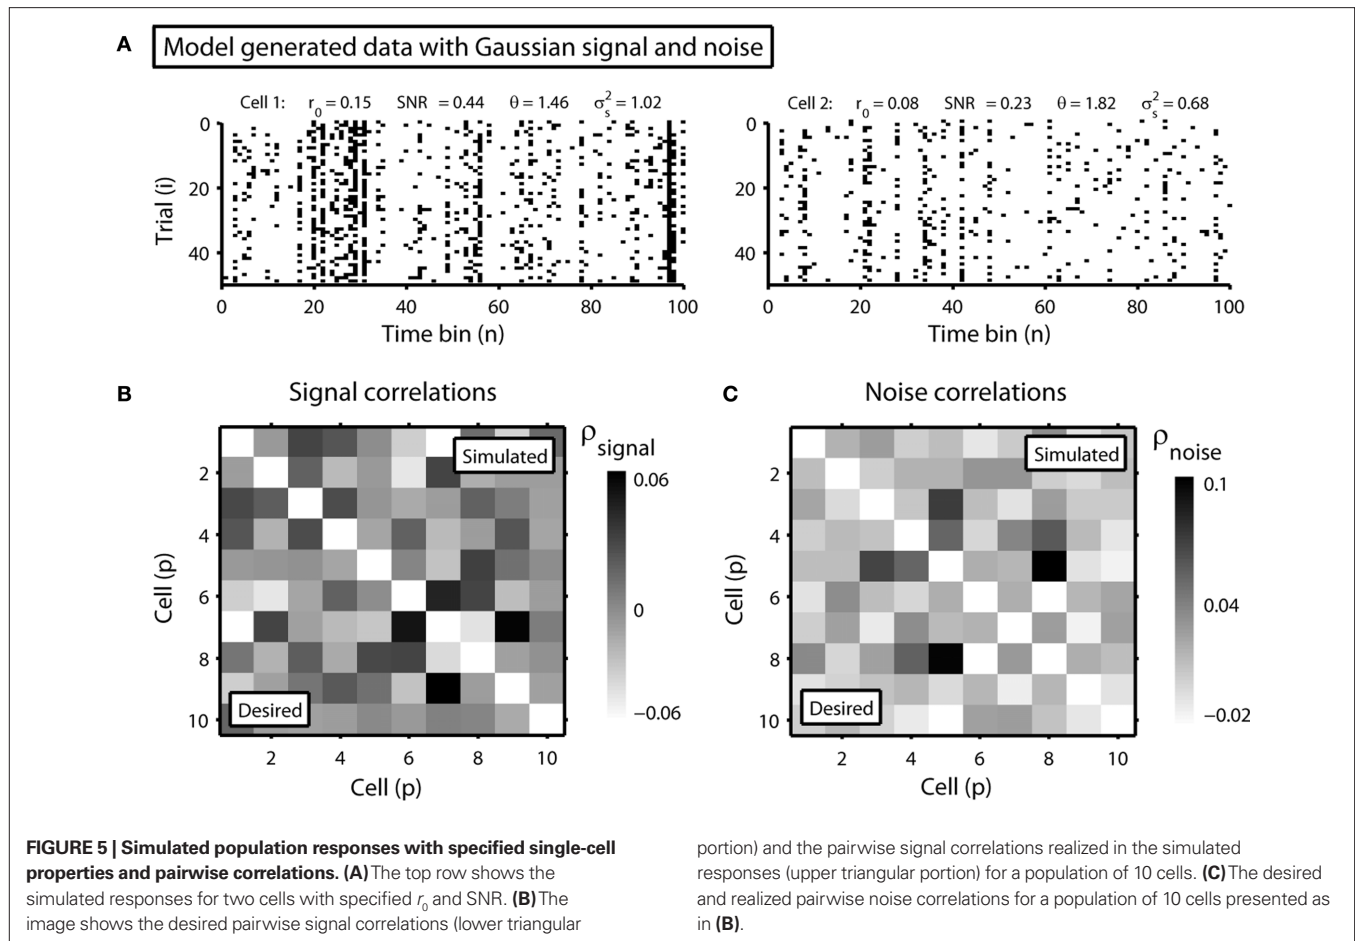 A
Model generated data with Gaussian signal and noise
Cell 1: r0 = 0.15 SNR = 0.44 θ = 1.46 σs² = 1.02
Cell 2: r0 = 0.08 SNR = 0.23 θ = 1.82 σs² = 0.68
0
20
40
Trial (i)
0 20 40 60 80 100
Time bin (n)
0
20
40
0 20 40 60 80 100
Time bin (n)
B
Signal correlations
Simulated
Desired
2
4
6
8
10
Cell (p)
2 4 6 8 10
Cell (p)
ρsignal
0.06
0
−0.06
C
Noise correlations
Simulated
Desired
2
4
6
8
10
Cell (p)
2 4 6 8 10
Cell (p)
ρnoise
0.1
0.04
−0.02
FIGURE 5 | Simulated population responses with specified single-cell
properties and pairwise correlations. (A) The top row shows the
simulated responses for two cells with specified r0 and SNR. (B) The
image shows the desired pairwise signal correlations (lower triangular
portion) and the pairwise signal correlations realized in the simulated
responses (upper triangular portion) for a population of 10 cells. (C) The desired
and realized pairwise noise correlations for a population of 10 cells presented as
in (B).